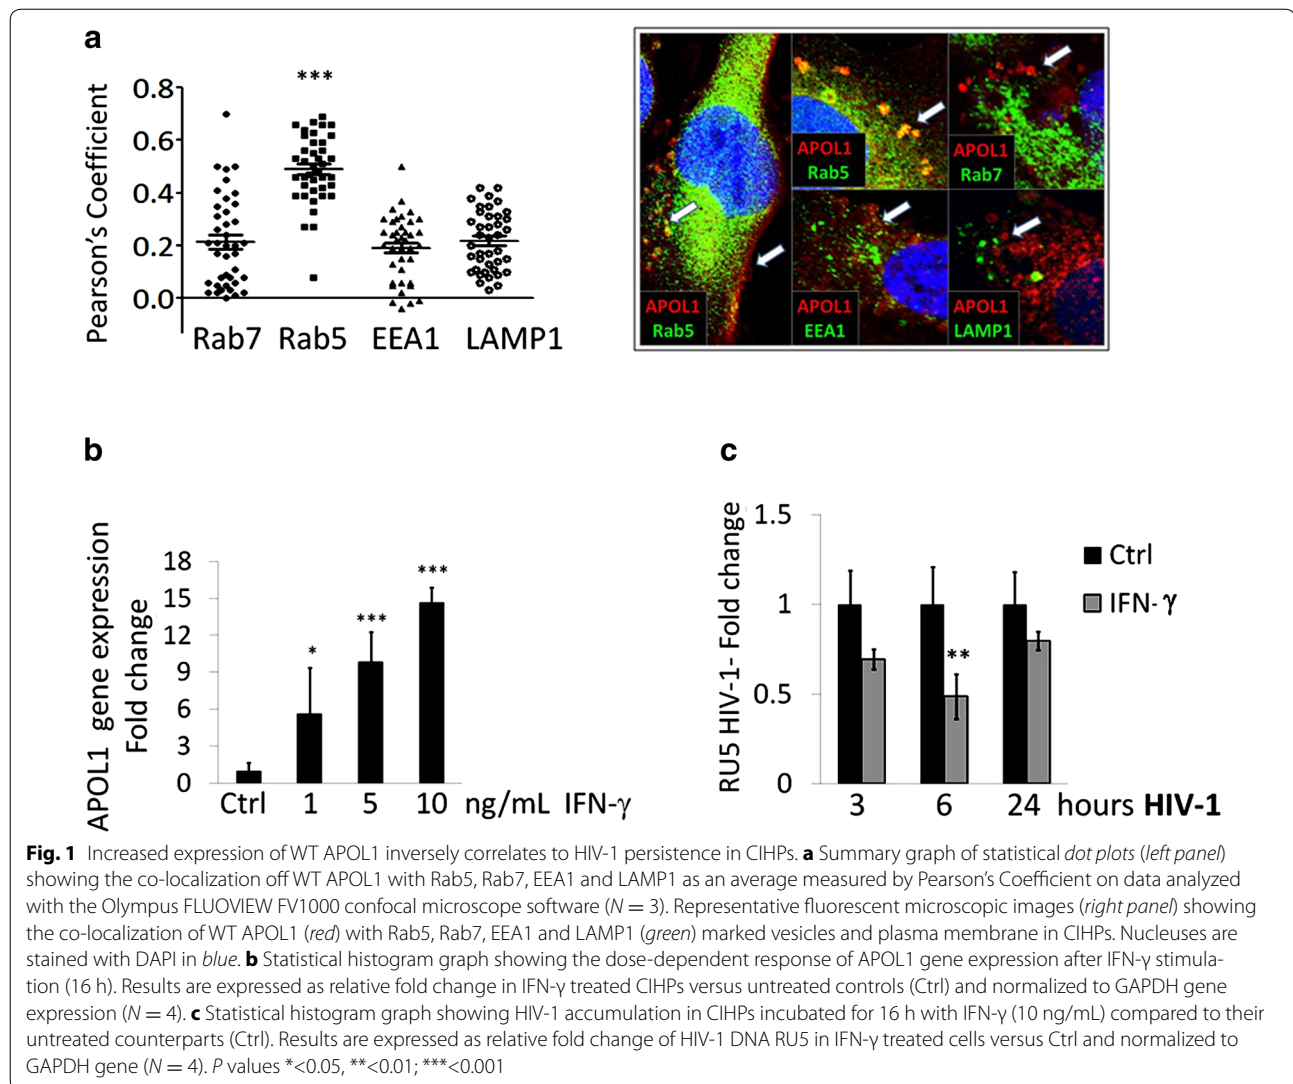 a
***
Pearson's Coefficient
0.8
0.6
0.4
0.2
0.0
Rab7 Rab5 EEA1 LAMP1
APOL1
Rab5
APOL1
Rab5
APOL1
Rab7
APOL1
EEA1
APOL1
LAMP1
b
APOL1 gene expression
Fold change
18
15
12
9
6
3
0
*
***
***
Ctrl 1 5 10 ng/mL IFN-γ
c
RU5 HIV-1- Fold change
1.5
1
0.5
0
**
Ctrl
IFN-γ
3 6 24 hours HIV-1
Fig. 1 Increased expression of WT APOL1 inversely correlates to HIV-1 persistence in CIHPs. a Summary graph of statistical dot plots (left panel)
showing the co-localization off WT APOL1 with Rab5, Rab7, EEA1 and LAMP1 as an average measured by Pearson's Coefficient on data analyzed
with the Olympus FLUOVIEW FV1000 confocal microscope software (N = 3). Representative fluorescent microscopic images (right panel) showing
the co-localization of WT APOL1 (red) with Rab5, Rab7, EEA1 and LAMP1 (green) marked vesicles and plasma membrane in CIHPs. Nucleuses are
stained with DAPI in blue. b Statistical histogram graph showing the dose-dependent response of APOL1 gene expression after IFN-γ stimula-
tion (16 h). Results are expressed as relative fold change in IFN-γ treated CIHPs versus untreated controls (Ctrl) and normalized to GAPDH gene
expression (N = 4). c Statistical histogram graph showing HIV-1 accumulation in CIHPs incubated for 16 h with IFN-γ (10 ng/mL) compared to their
untreated counterparts (Ctrl). Results are expressed as relative fold change of HIV-1 DNA RU5 in IFN-γ treated cells versus Ctrl and normalized to
GAPDH gene (N = 4). P values *<0.05, **<0.01; ***<0.001